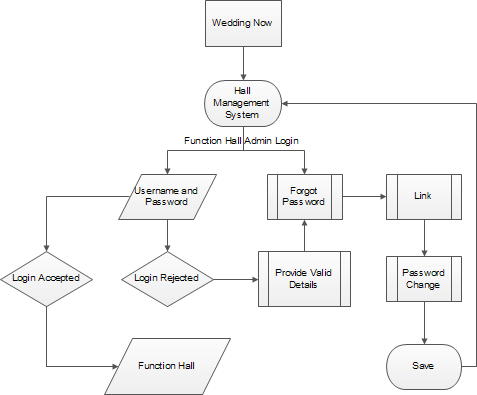 Wedding Now
Hall
Management
System
Function Hall Admin Login
Username and
Password
Forgot
Password
Link
Login Accepted
Login Rejected
Provide Valid
Details
Password
Change
Function Hall
Save